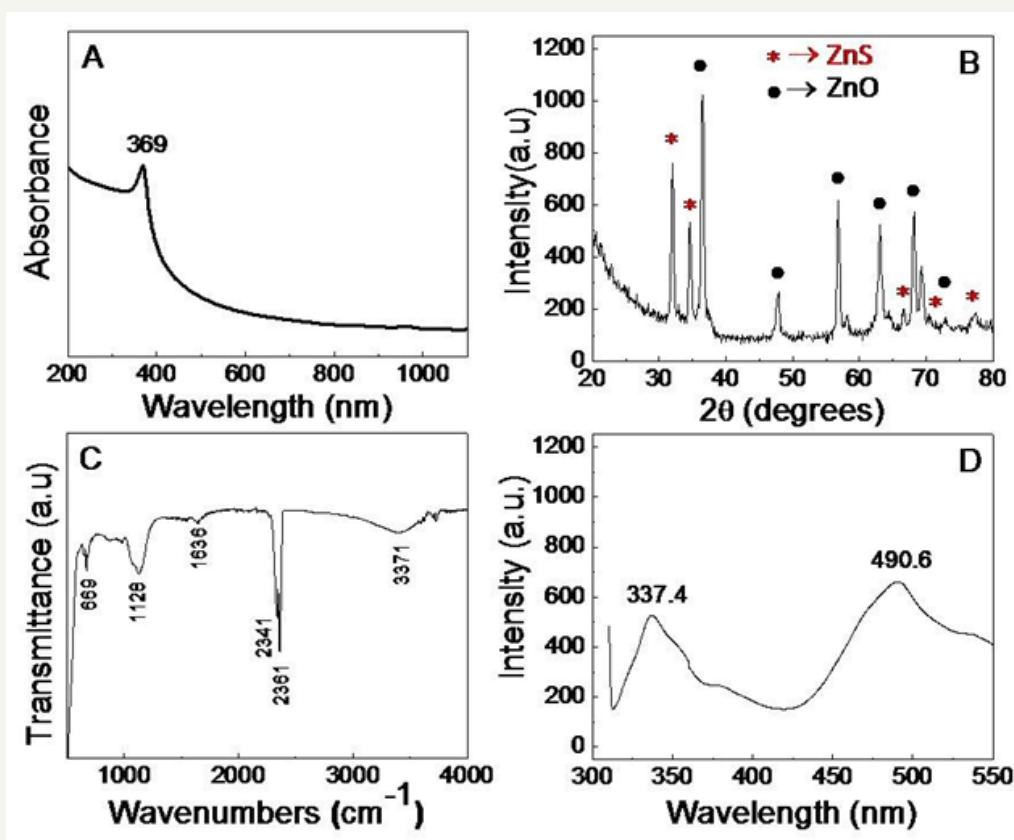 A
369
Absorbance
200 400 600 800 1000
Wavelength (nm)
B
* → ZnS
● → ZnO
Intensity(a.u)
1200
1000
800
600
400
200
0
20 30 40 50 60 70 80
2θ (degrees)
C
Transmittance (a.u)
669
1128
1636
2341
2361
3371
1000 2000 3000 4000
Wavenumbers (cm⁻¹)
D
337.4
490.6
Intensity (a.u.)
1200
1000
800
600
400
200
0
300 350 400 450 500 550
Wavelength (nm)